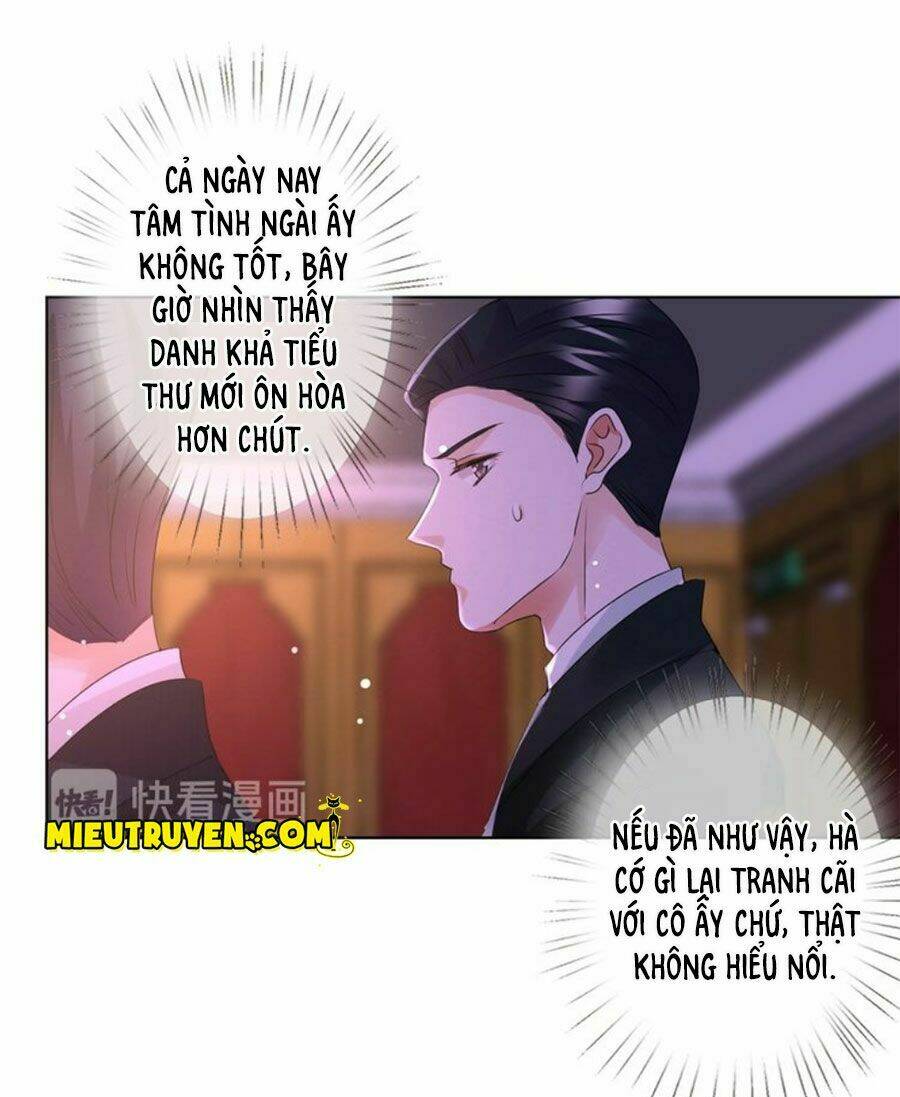 CẢ NGÀY NAY
TÂM TÌNH NGÀI ẤY
KHÔNG TỐT, BÂY
GIỜ NHÌN THẤY
DANH KHẢ TIỂU
THƯ MỚI ÔN HÒA
HƠN CHÚT.
快看! 快看漫画
MIEUTRUYEN.COM
NẾU ĐÃ NHƯ VẬY, HÀ
CỚ GÌ LẠI TRANH CÃI
VỚI CÔ ẤY CHỨ, THẬT
KHÔNG HIỂU NỔI.